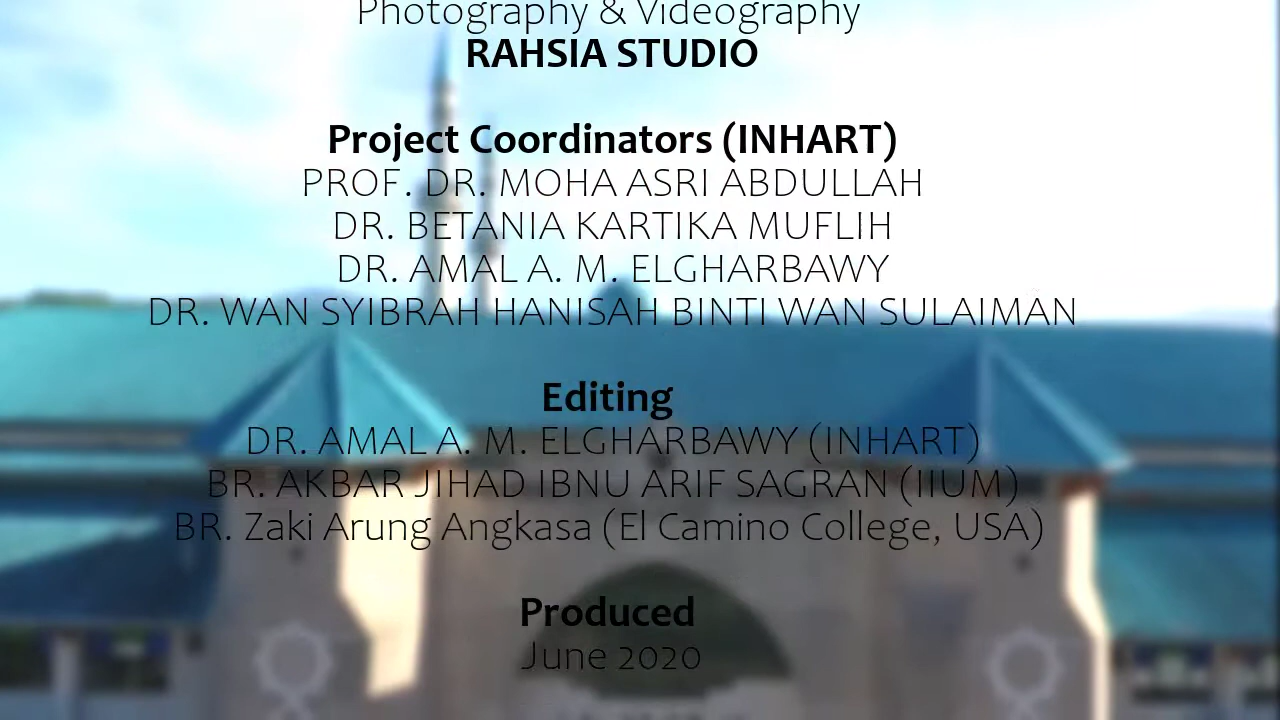 Photography & Videography
RAHSIA STUDIO
Project Coordinators (INHART)
PROF. DR. MOHA ASRI ABDULLAH
DR. BETANIA KARTIKA MUFLIH
DR. AMAL A. M. ELGHARBAWY
DR. WAN SYIBRAH HANISAH BINTI WAN SULAIMAN
Editing
DR. AMAL A. M. ELGHARBAWY (INHART)
BR. AKBAR JIHAD IBNU ARIF SAGRAN (IIUM)
BR. Zaki Arung Angkasa (El Camino College, USA)
Produced
June 2020